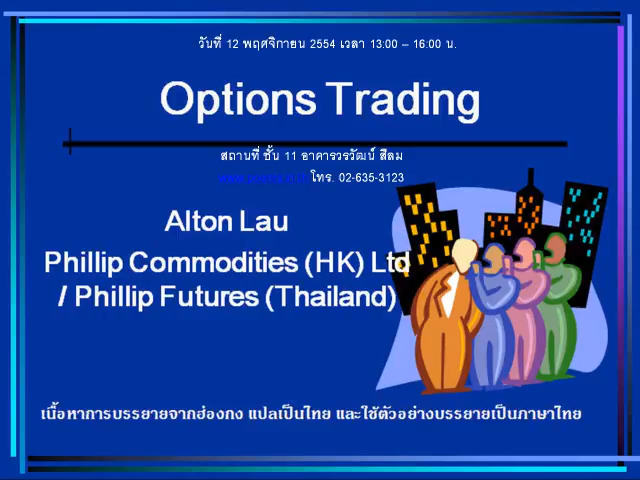 วันที่ 12 พฤศจิกายน 2554 เวลา 13:00 – 16:00 น.
Options Trading
สถานที่ ชั้น 11 อาคารวรวัฒน์ สีลม
โทร. 02-635-3123
Alton Lau
Phillip Commodities (HK) Ltd
/ Phillip Futures (Thailand)
เนื้อหาการบรรยายจากฮ่องกง แปลเป็นไทย และใช้ตัวอย่างบรรยายเป็นภาษาไทย